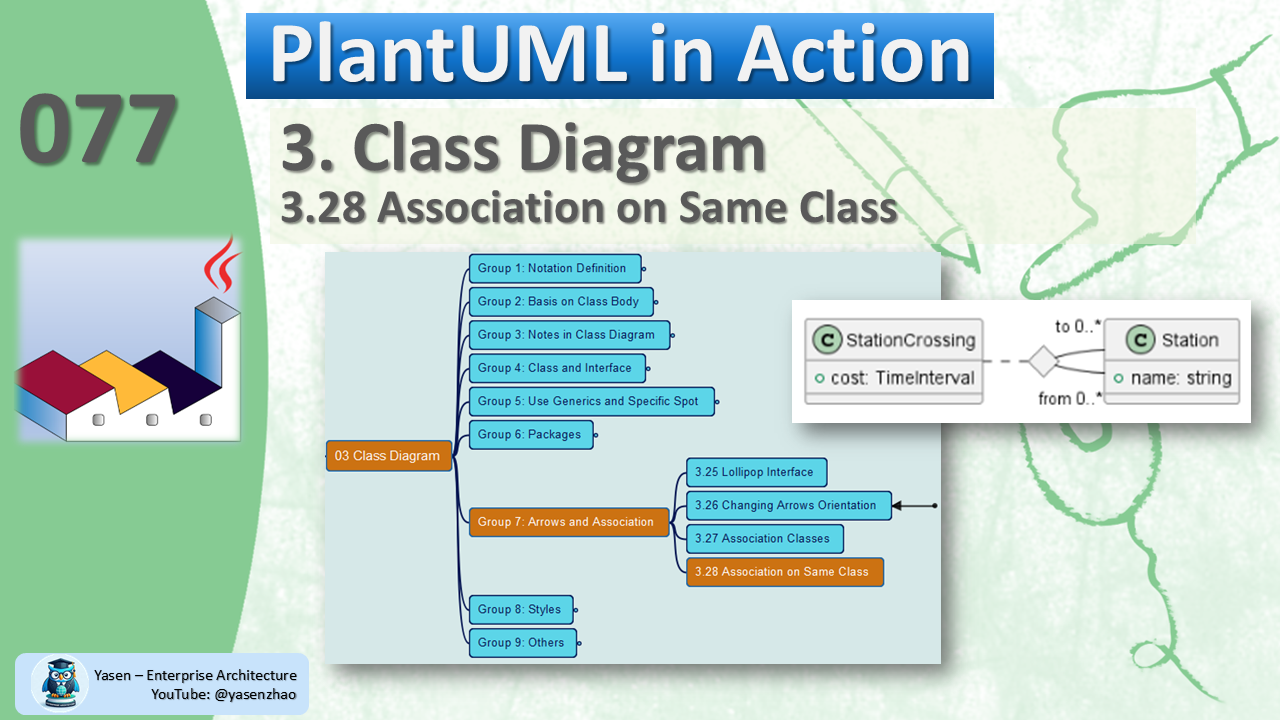 PlantUML in Action
077
3. Class Diagram
3.28 Association on Same Class
Group 1: Notation Definition
Group 2: Basis on Class Body
Group 3: Notes in Class Diagram
Group 4: Class and Interface
Group 5: Use Generics and Specific Spot
Group 6: Packages
03 Class Diagram
Group 7: Arrows and Association
3.25 Lollipop Interface
3.26 Changing Arrows Orientation
3.27 Association Classes
3.28 Association on Same Class
Group 8: Styles
Group 9: Others
C StationCrossing
cost: TimeInterval
to 0..*
from 0..*
C Station
name: string
Yasen – Enterprise Architecture
YouTube: @yasenzhao